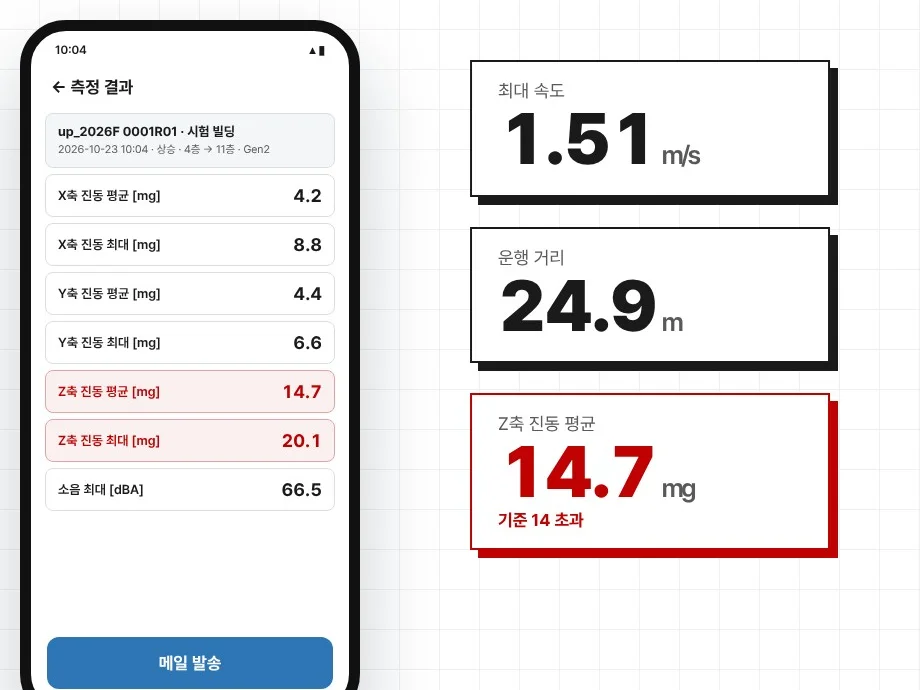 10:04
← 측정 결과
up_2026F 0001R01 · 시험 빌딩
2026-10-23 10:04 · 상승 · 4층 → 11층 · Gen2
X축 진동 평균 [mg] 4.2
X축 진동 최대 [mg] 8.8
Y축 진동 평균 [mg] 4.4
Y축 진동 최대 [mg] 6.6
Z축 진동 평균 [mg] 14.7
Z축 진동 최대 [mg] 20.1
소음 최대 [dBA] 66.5
메일 발송
최대 속도
1.51 m/s
운행 거리
24.9 m
Z축 진동 평균
14.7 mg
기준 14 초과